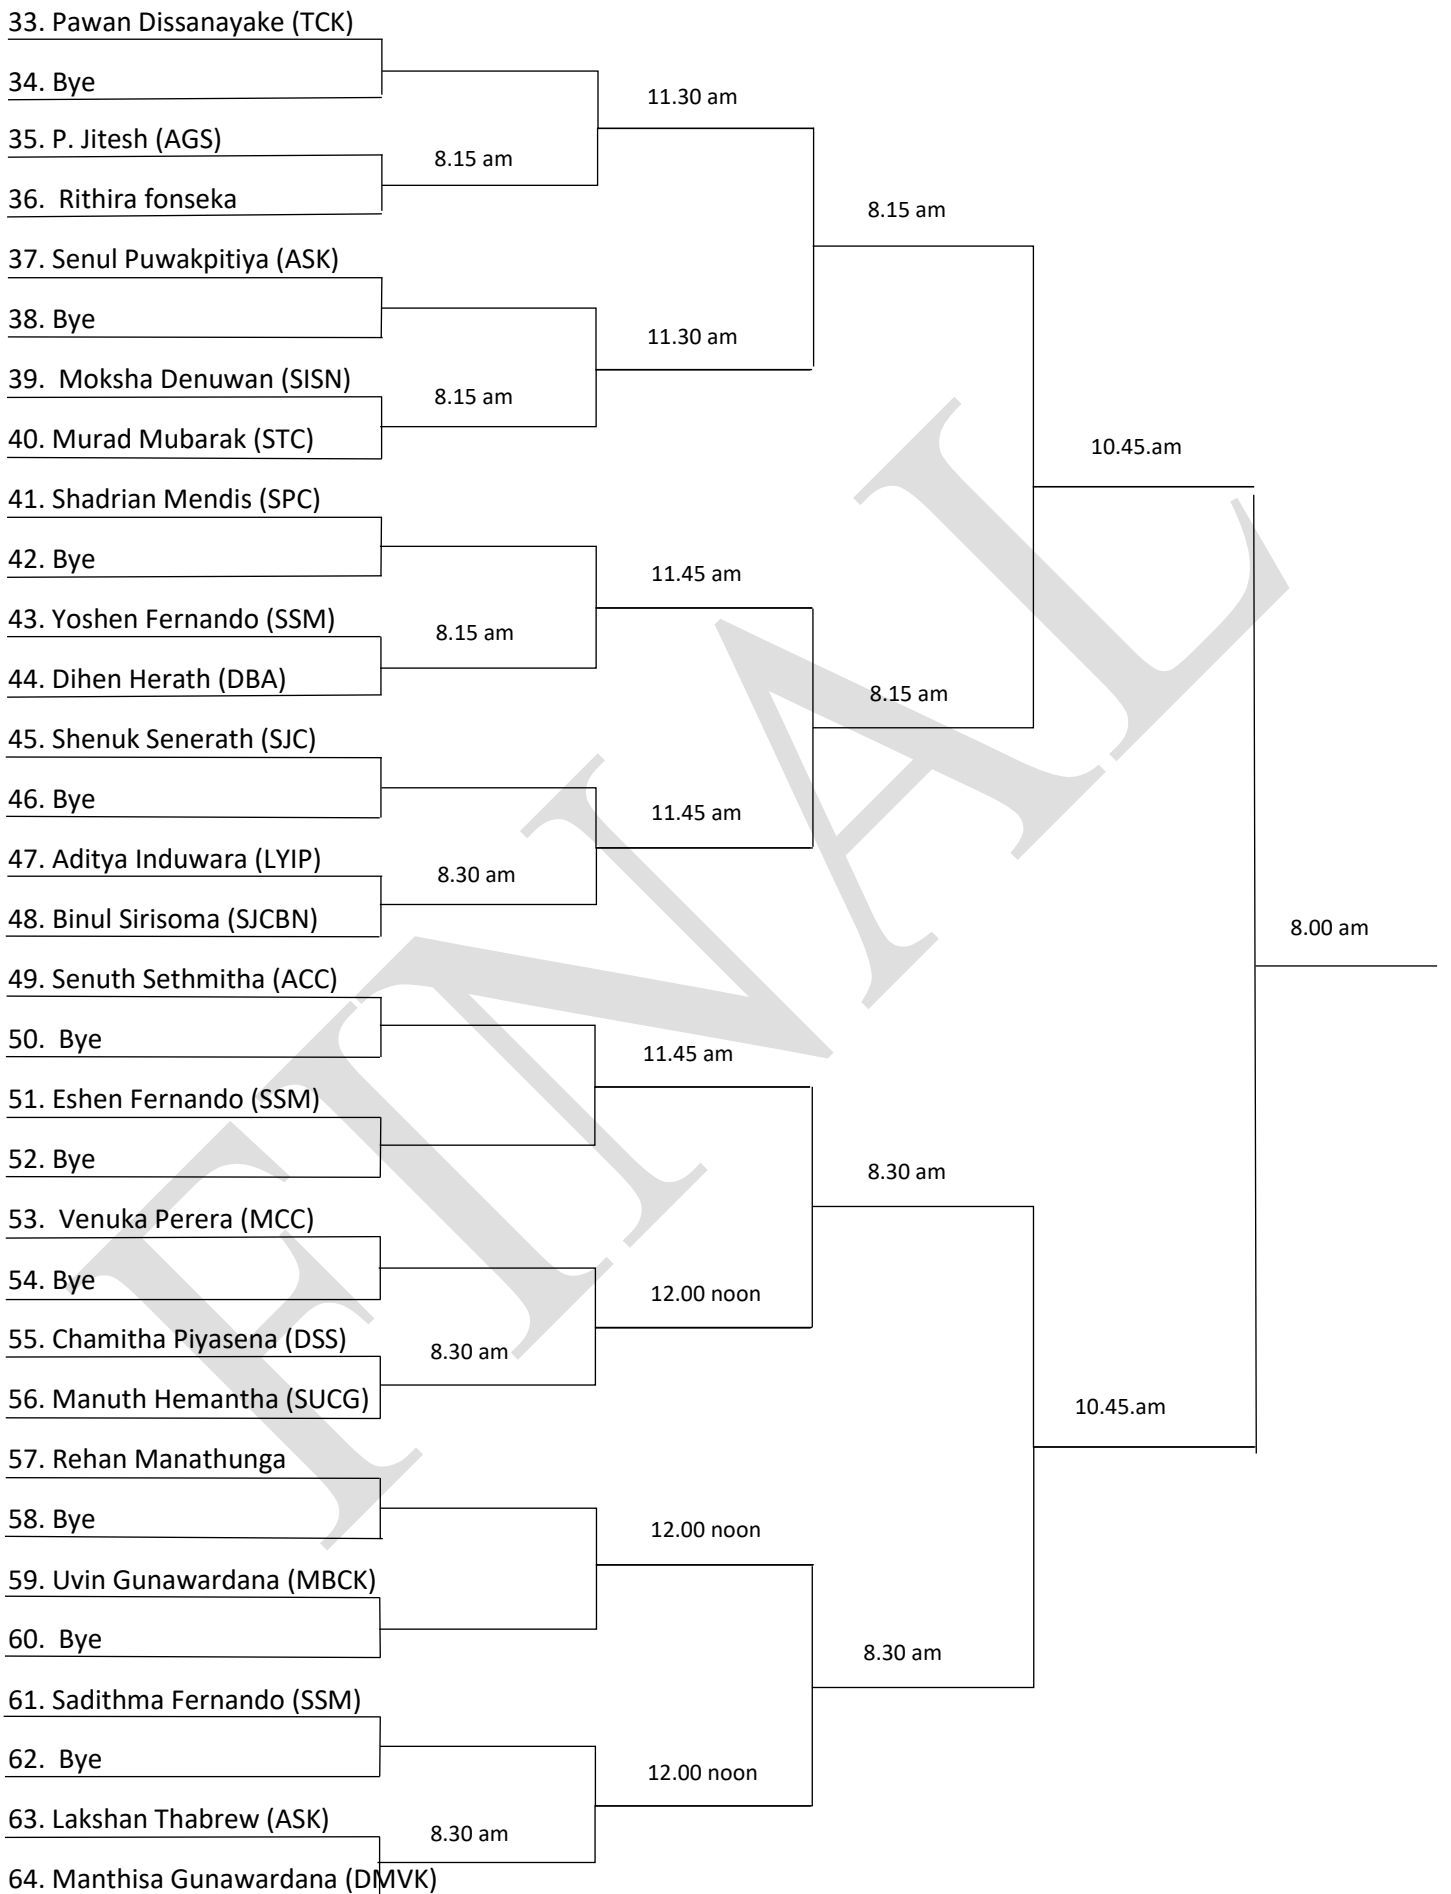 33. Pawan Dissanayake (TCK)
34. Bye
11.30 am
35. P. Jitesh (AGS)
8.15 am
36. Rithira fonseka
8.15 am
37. Senul Puwakpitiya (ASK)
38. Bye
11.30 am
39. Moksha Denuwan (SISN)
8.15 am
40. Murad Mubarak (STC)
10.45.am
41. Shadrian Mendis (SPC)
42. Bye
11.45 am
43. Yoshen Fernando (SSM)
8.15 am
44. Dihen Herath (DBA)
8.15 am
45. Shenuk Senerath (SJC)
46. Bye
11.45 am
47. Aditya Induwara (LYIP)
8.30 am
48. Binul Sirisoma (SJCBN)
8.00 am
49. Senuth Sethmitha (ACC)
50. Bye
11.45 am
51. Eshen Fernando (SSM)
52. Bye
8.30 am
53. Venuka Perera (MCC)
54. Bye
12.00 noon
55. Chamitha Piyasena (DSS)
8.30 am
56. Manuth Hemantha (SUCG)
10.45.am
57. Rehan Manathunga
58. Bye
12.00 noon
59. Uvin Gunawardana (MBCK)
60. Bye
8.30 am
61. Sadithma Fernando (SSM)
62. Bye
12.00 noon
63. Lakshan Thabrew (ASK)
8.30 am
64. Manthisa Gunawardana (DMVK)
FINAL